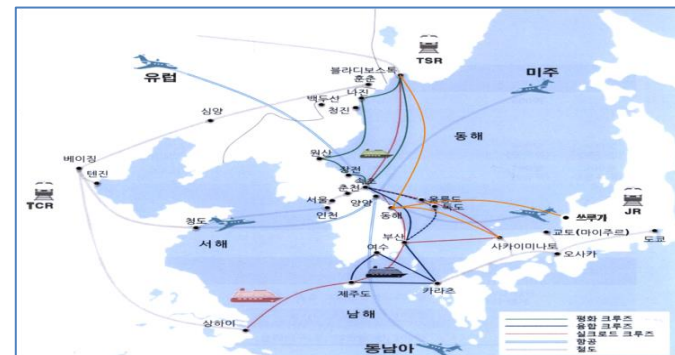 TSR
블라디보스톡
유럽
미주
훈춘
나진
백두산
청진
심양
동해
원산
베이징
장전
텐진
속초
춘천
TCR
서울
양양
울릉도
독도
JR
인천
동해
쓰루가
청도
서해
부산
교토(마이주르)
도쿄
사카이미나토
오사카
여수
제주도
카라츠
상하이
남해
동남아
평화 크루즈
융합 크루즈
실크로드 크루즈
항공
철도